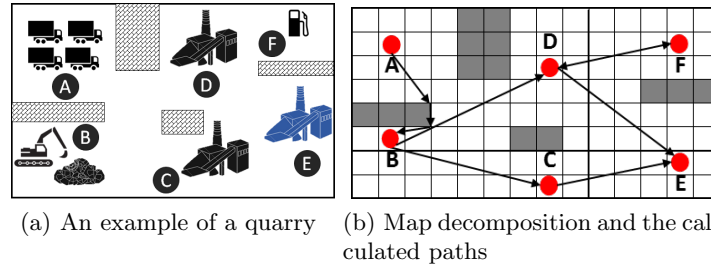 A
B
C
D
E
F
A
B
C
D
E
F
(a) An example of a quarry
(b) Map decomposition and the cal
culated paths